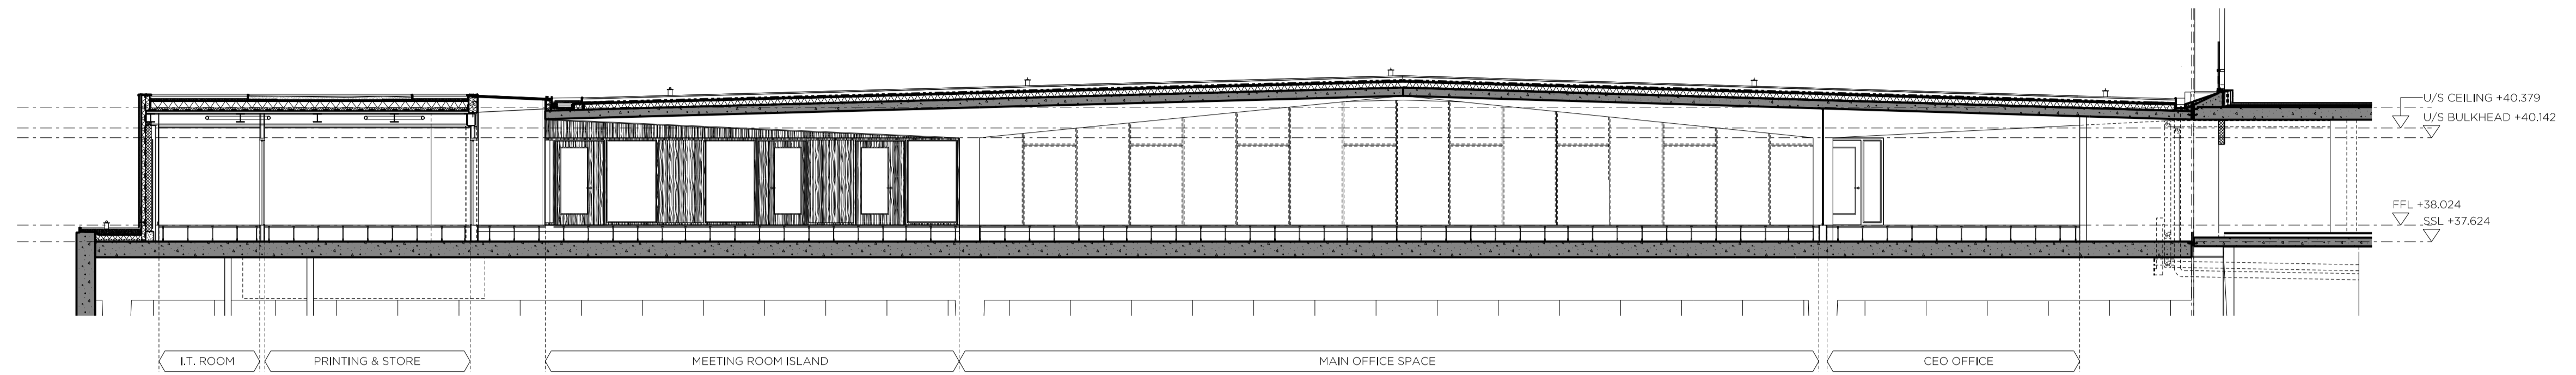 U/S CEILING +40.379
U/S BULKHEAD +40.142
FFL +38.024
SSL +37.624
I.T. ROOM
PRINTING & STORE
MEETING ROOM ISLAND
MAIN OFFICE SPACE
CEO OFFICE